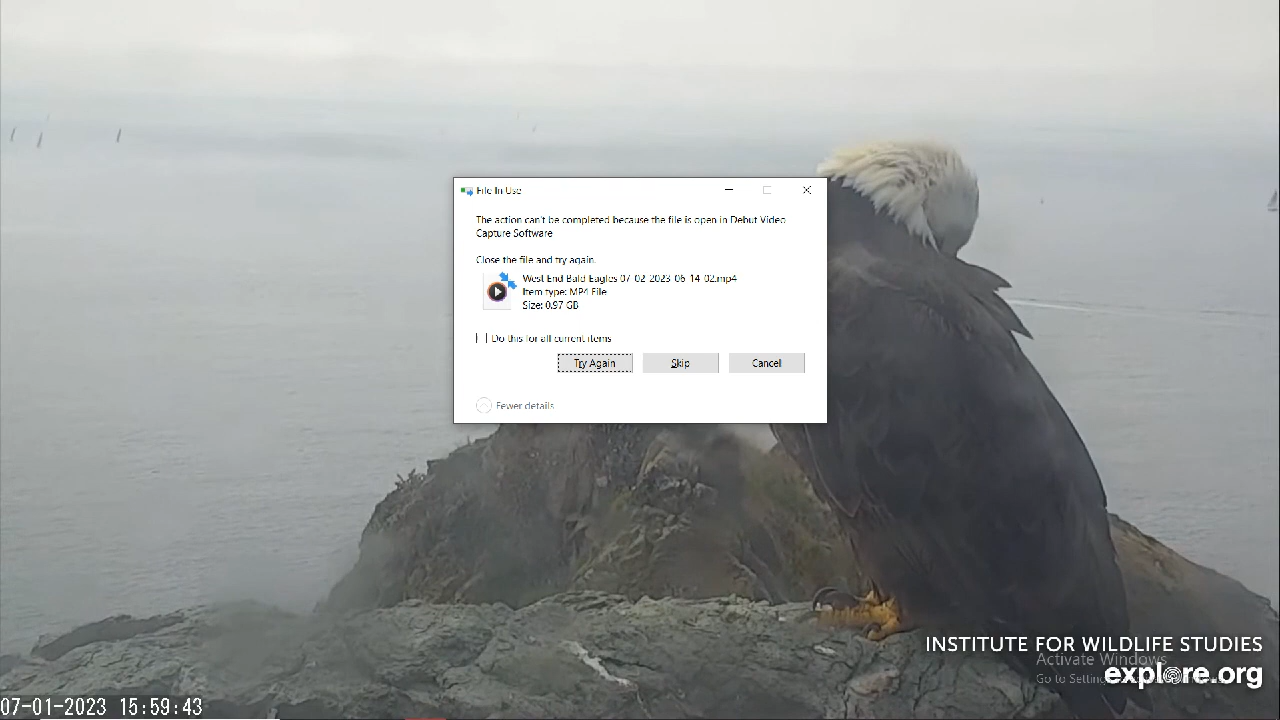 File In Use
The action can't be completed because the file is open in Debut Video
Capture Software
Close the file and try again.
West End Bald Eagles 07-02-2023-06-14-02.mp4
Item type: MP4 File
Size: 0.97 GB
Do this for all current items
Try Again Skip Cancel
Fewer details
INSTITUTE FOR WILDLIFE STUDIES
Activate Windows
Go to Setting
explore.org
07-01-2023 15:59:43